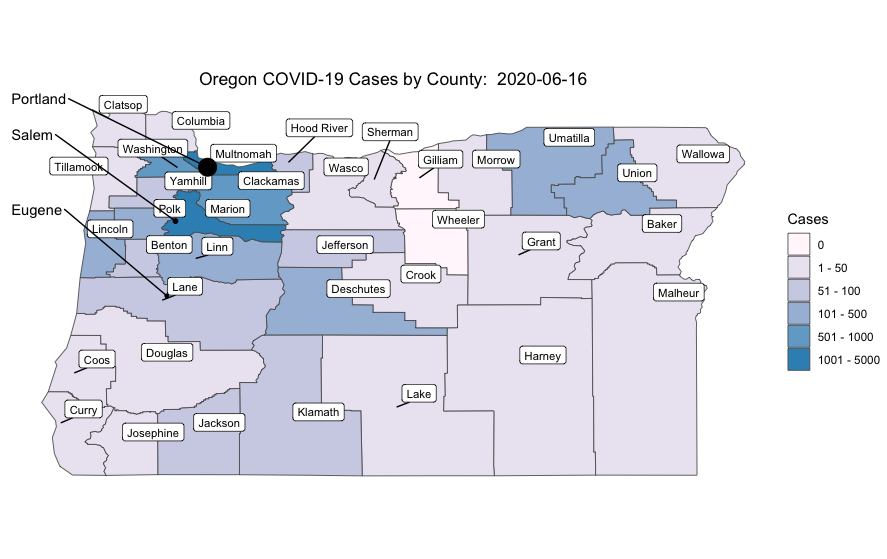 Oregon COVID-19 Cases by County:  2020-06-16
Portland
Clatsop
Columbia
Salem
Hood River
Sherman
Umatilla
Washington
Multnomah
Tillamook
Wasco
Gilliam
Morrow
Wallowa
Yamhill
Clackamas
Union
Eugene
Polk
Marion
Wheeler
Lincoln
Baker
Benton
Linn
Jefferson
Grant
Crook
Lane
Deschutes
Malheur
Coos
Douglas
Harney
Lake
Curry
Klamath
Josephine
Jackson
Cases
0
1 - 50
51 - 100
101 - 500
501 - 1000
1001 - 5000